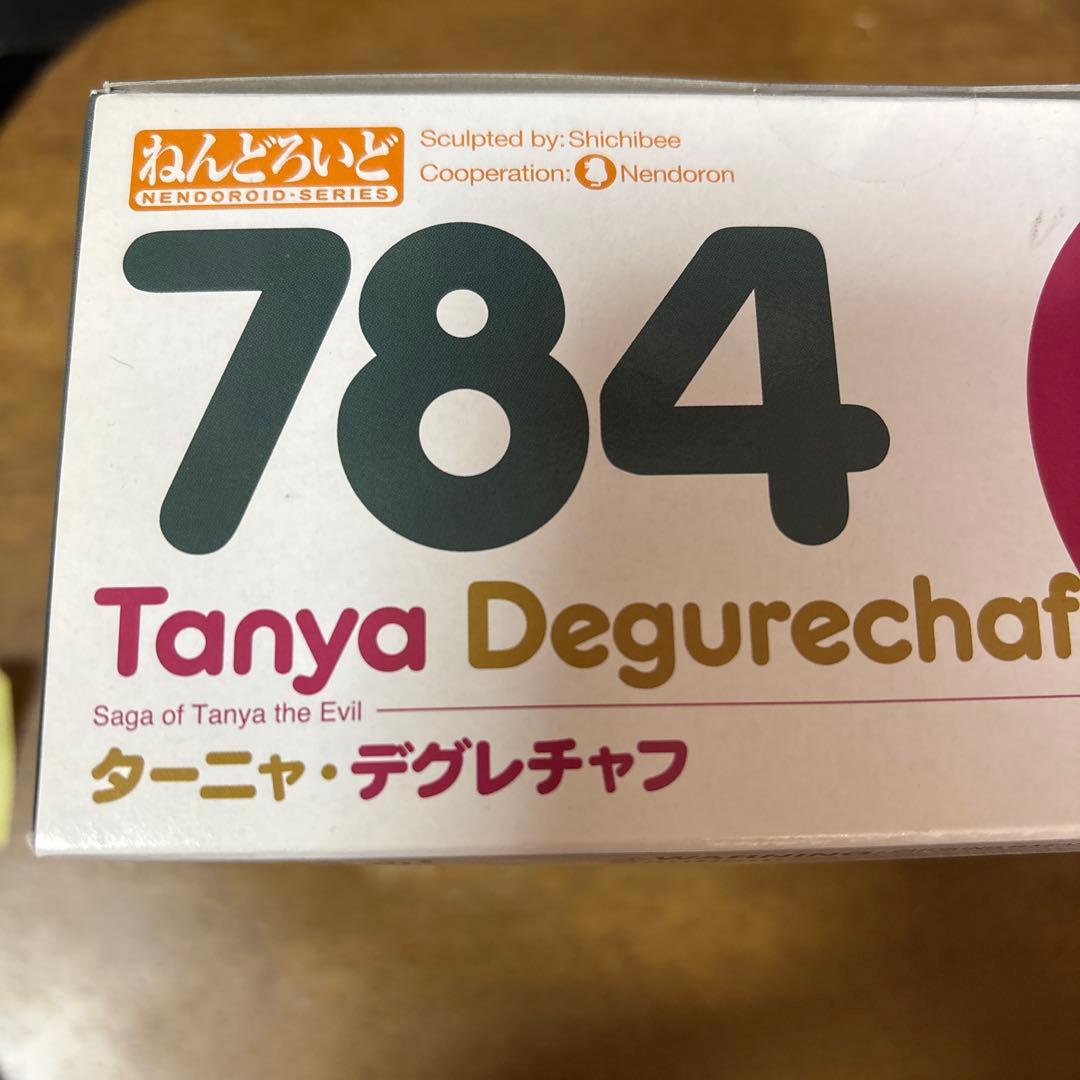 ねんどろいど
NENDOROID·SERIES
Sculpted by: Shichibee
Cooperation: Nendoron
784
Tanya Degurechaf
Saga of Tanya the Evil
ターニャ・デグレチャフ
WARNING